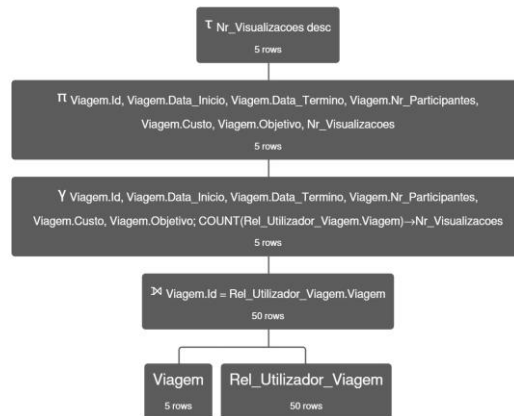 τ Nr_Visualizacoes desc
5 rows
π Viagem.Id, Viagem.Data_Inicio, Viagem.Data_Termino, Viagem.Nr_Participantes,
Viagem.Custo, Viagem.Objetivo, Nr_Visualizacoes
5 rows
γ Viagem.Id, Viagem.Data_Inicio, Viagem.Data_Termino, Viagem.Nr_Participantes,
Viagem.Custo, Viagem.Objetivo; COUNT(Rel_Utilizador_Viagem.Viagem)→Nr_Visualizacoes
5 rows
⟕ Viagem.Id = Rel_Utilizador_Viagem.Viagem
50 rows
Viagem
5 rows
Rel_Utilizador_Viagem
50 rows